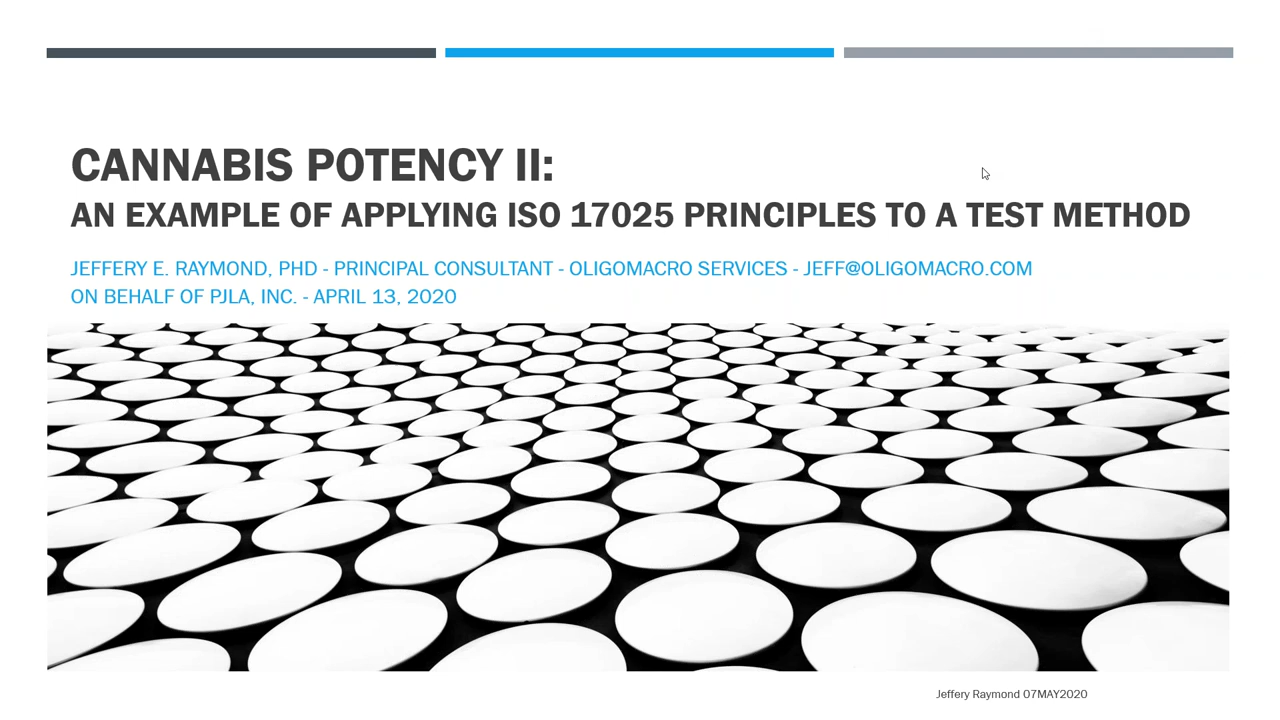 CANNABIS POTENCY II:
AN EXAMPLE OF APPLYING ISO 17025 PRINCIPLES TO A TEST METHOD
JEFFERY E. RAYMOND, PHD - PRINCIPAL CONSULTANT - OLIGOMACRO SERVICES - JEFF@OLIGOMACRO.COM
ON BEHALF OF PJLA, INC. - APRIL 13, 2020
Jeffery Raymond 07MAY2020